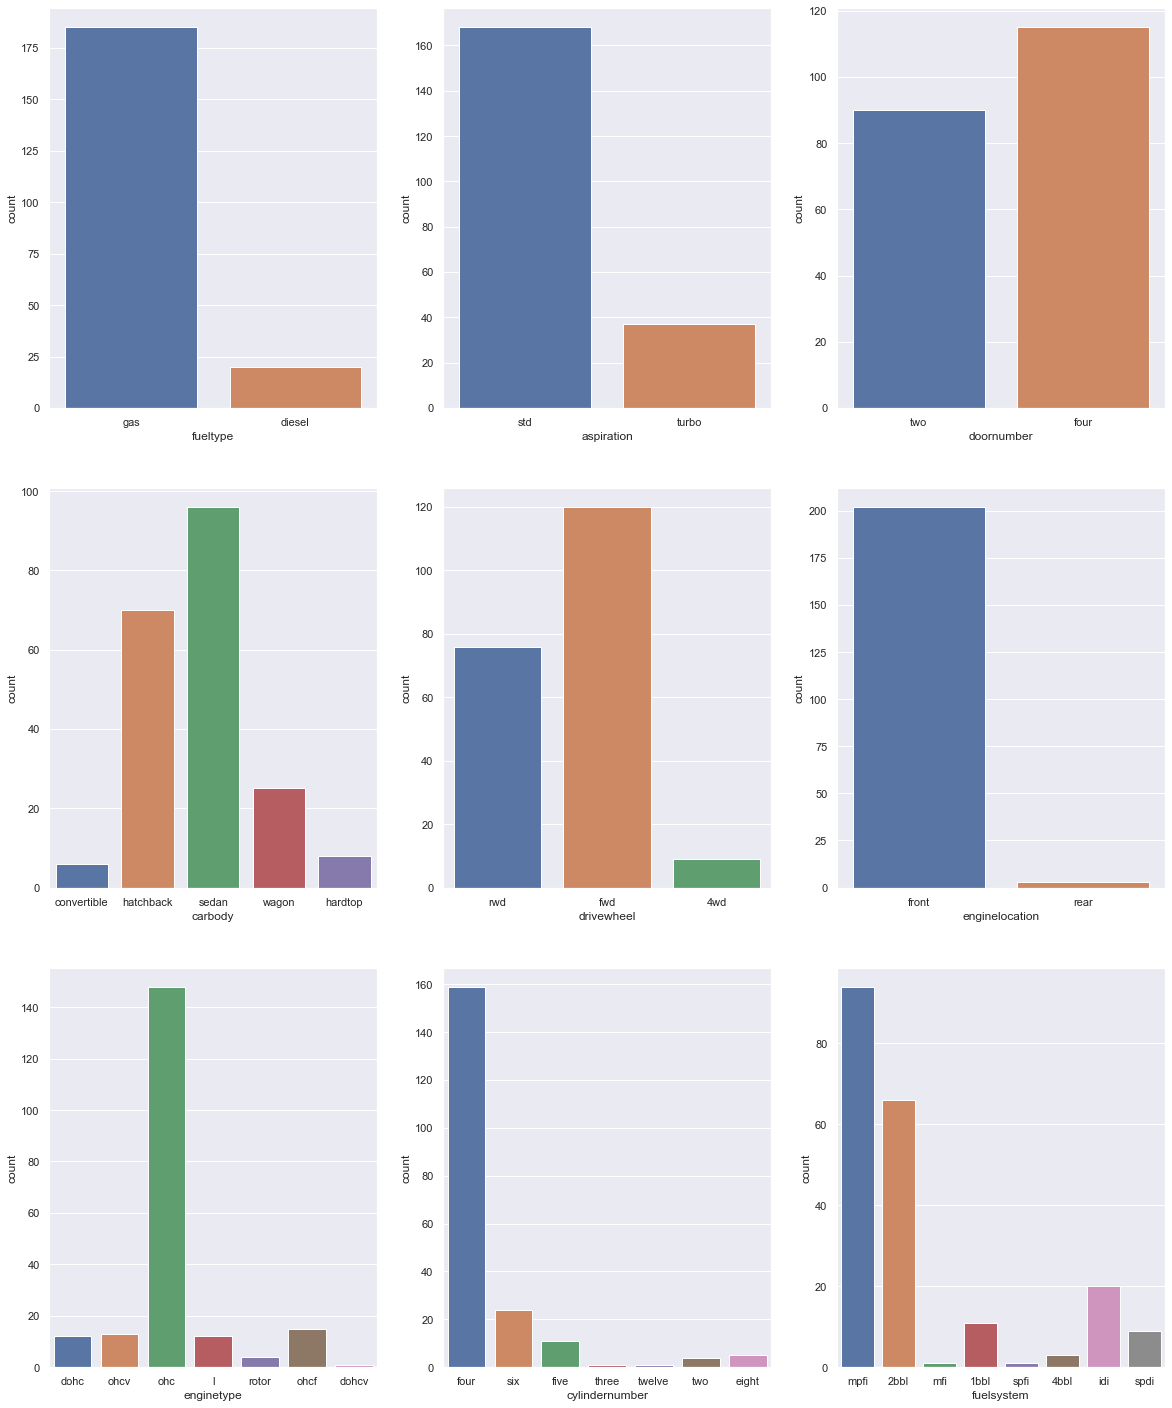 175
150
125
100
75
50
25
0
count
gas diesel
fueltype
160
140
120
100
80
60
40
20
0
count
std turbo
aspiration
120
100
80
60
40
20
0
count
two four
doornumber
100
80
60
40
20
0
count
convertible hatchback sedan wagon hardtop
carbody
120
100
80
60
40
20
0
count
rwd fwd 4wd
drivewheel
200
175
150
125
100
75
50
25
0
count
front rear
enginelocation
140
120
100
80
60
40
20
0
count
dohc ohcv ohc l rotor ohcf dohcv
enginetype
160
140
120
100
80
60
40
20
0
count
four six five three twelve two eight
cylindernumber
80
60
40
20
0
count
mpfi 2bbl mfi 1bbl spfi 4bbl idi spdi
fuelsystem